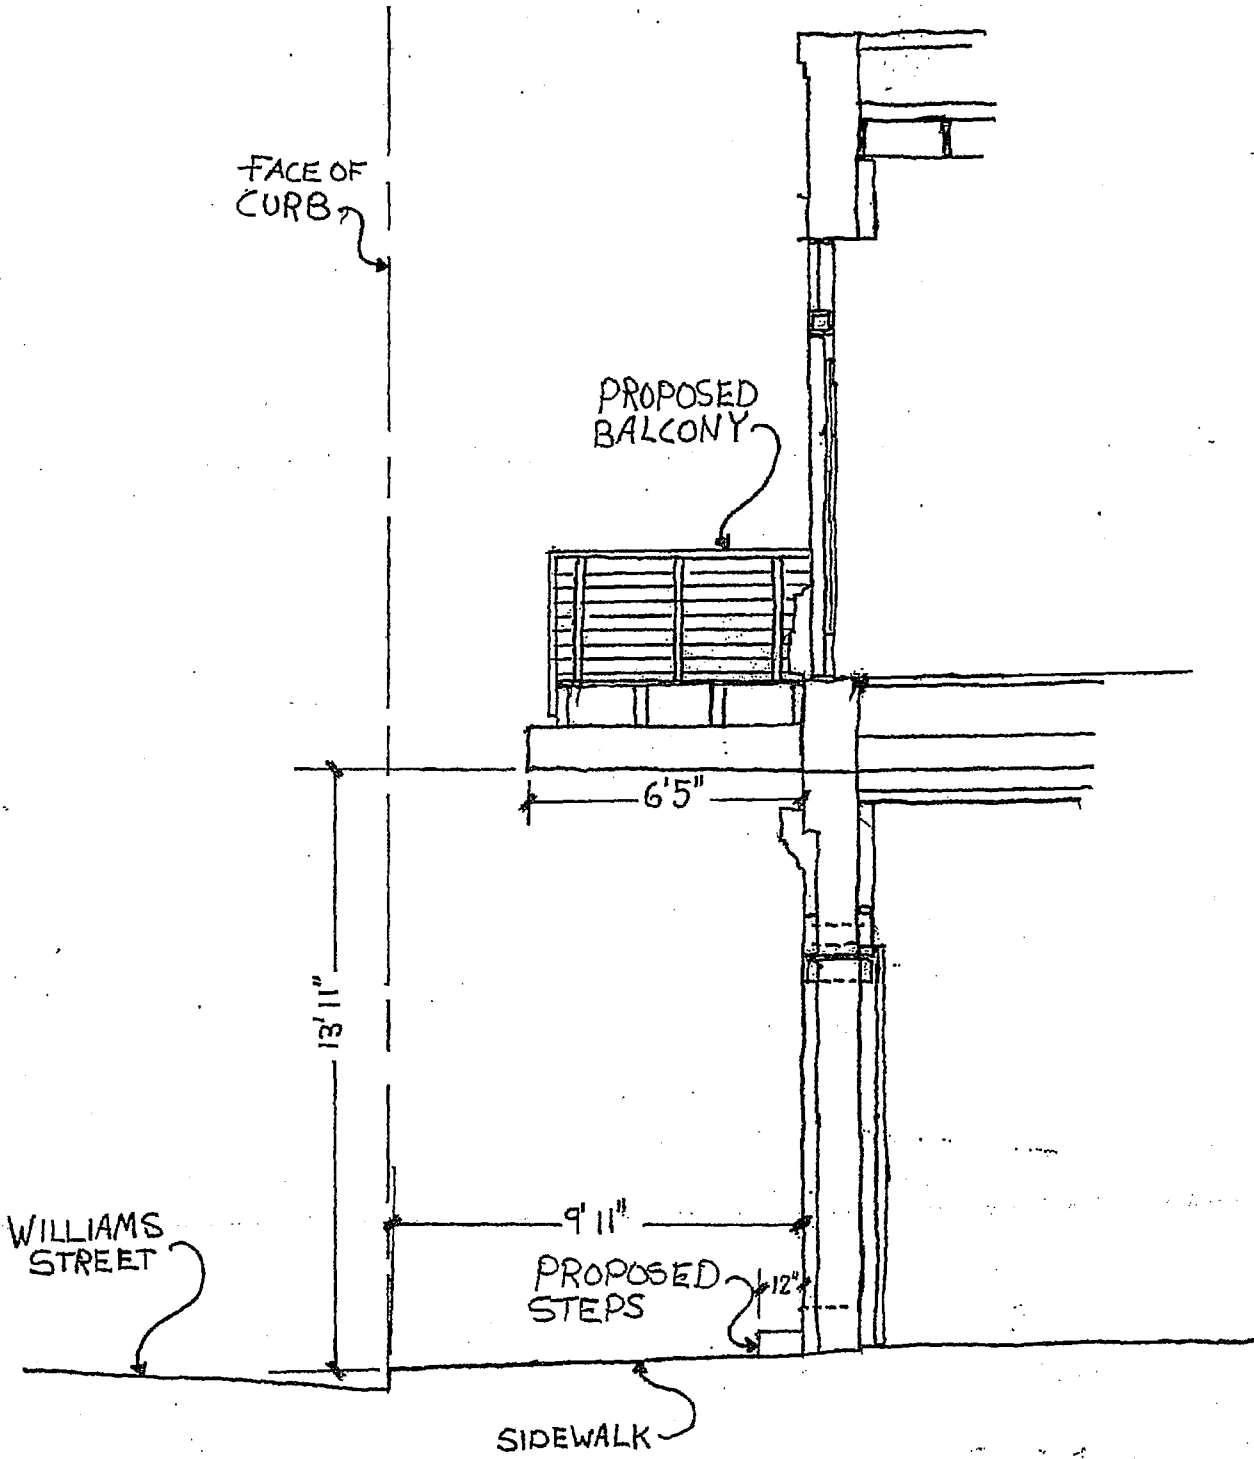 FACE OF
CURB
PROPOSED
BALCONY
6'5"
13'11"
9'11"
WILLIAMS
STREET
PROPOSED
STEPS
12"
SIDEWALK